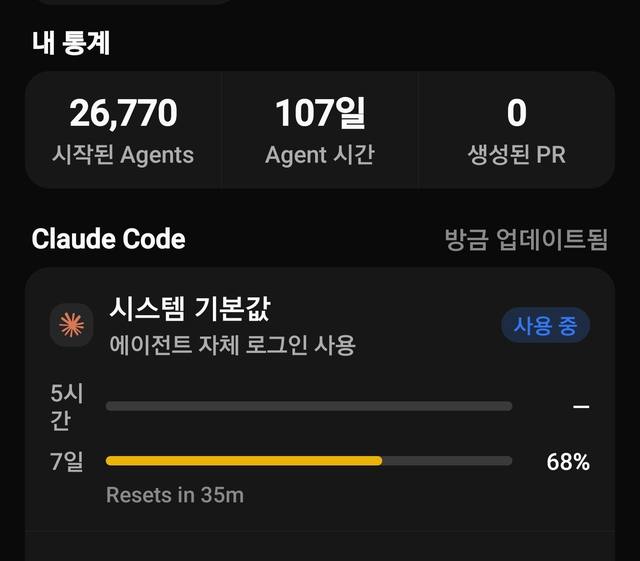 내 통계
26,770
107일
0
시작된 Agents
Agent 시간
생성된 PR
Claude Code
방금 업데이트됨
시스템 기본값
에이전트 자체 로그인 사용
사용 중
5시
간
–
7일
68%
Resets in 35m